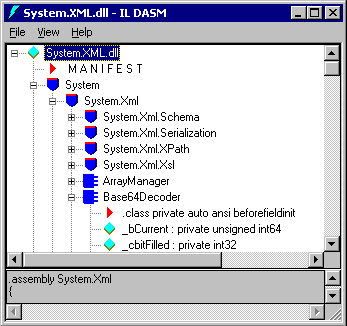 System.XML.dll - IL DASM
File View Help
System.XML.dll
M A N I F E S T
System
System.Xml
System.Xml.Schema
System.Xml.Serialization
System.Xml.XPath
System.Xml.Xsl
ArrayManager
Base64Decoder
.class private auto ansi beforefieldinit
_bCurrent : private unsigned int64
_cbitFilled : private int32
.assembly System.Xml
{